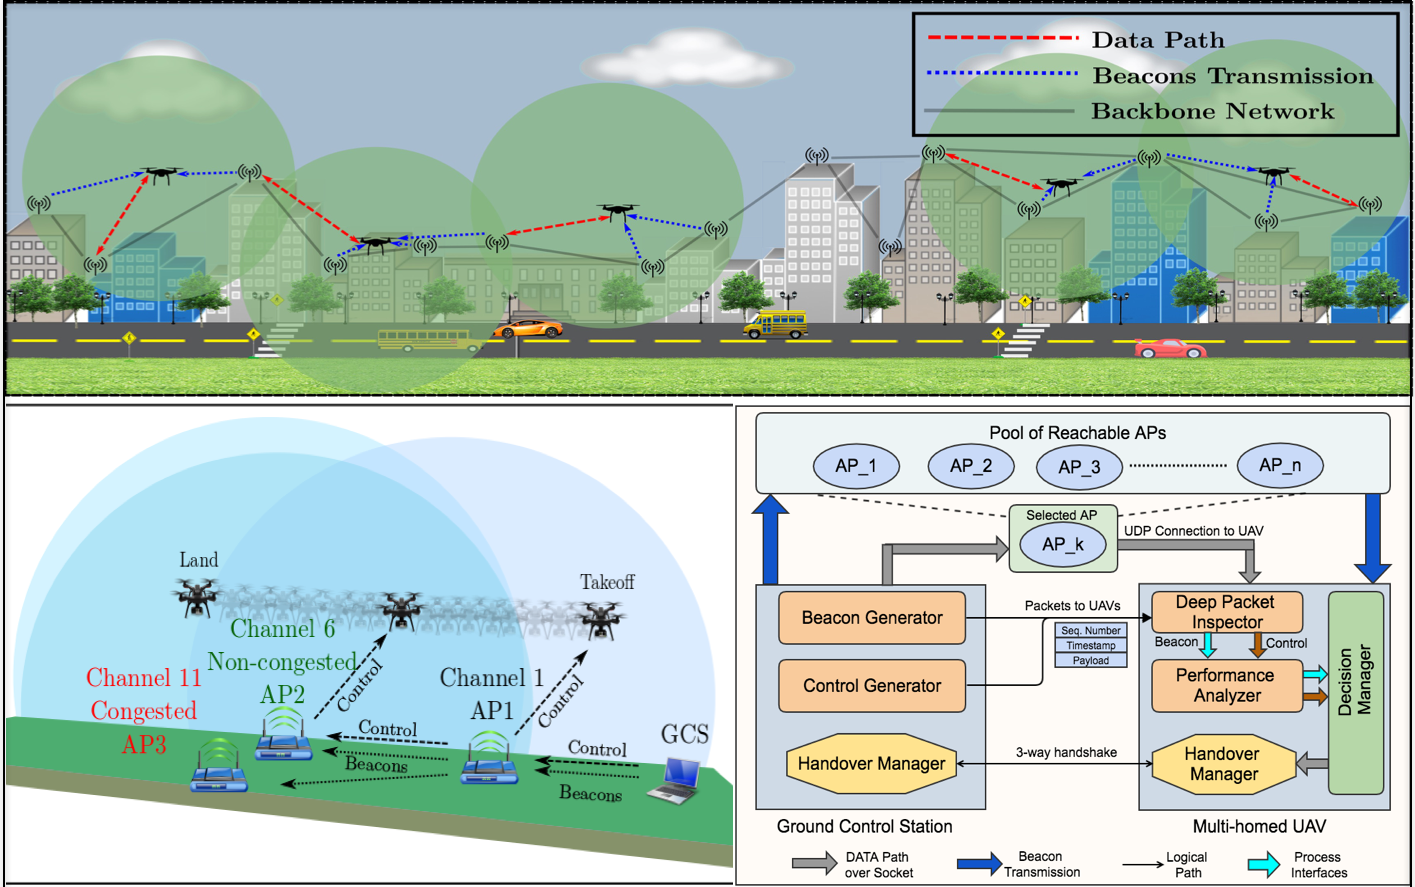 Data Path
Beacons Transmission
Backbone Network
Land
Takeoff
Channel 6
Non-congested
AP2
Channel 11
Congested
AP3
Channel 1
AP1
Control
Control
GCS
Control
Control
Beacons
Beacons
Pool of Reachable APs
AP_1
AP_2
AP_3
AP_n
Selected AP
AP_k
UDP Connection to UAV
Beacon Generator
Control Generator
Handover Manager
Packets to UAVs
Seq. Number
Timestamp
Payload
3-way handshake
Deep Packet
Inspector
Beacon
Control
Performance
Analyzer
Handover
Manager
Decision
Manager
Ground Control Station
Multi-homed UAV
DATA Path
over Socket
Beacon
Transmission
Logical
Path
Process
Interfaces